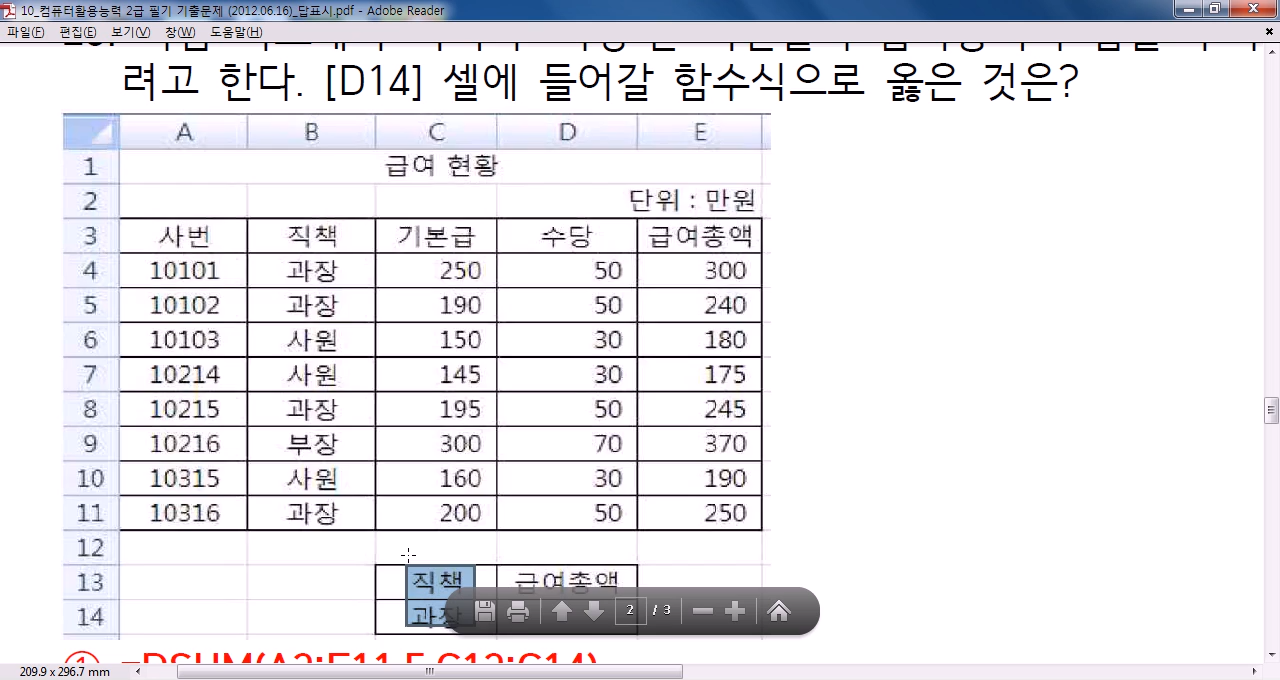 10_컴퓨터활용능력 2급 필기 기출문제 (2012.06.16)_답표시.pdf - Adobe Reader
파일(F) 편집(E) 보기(V) 창(W) 도움말(H)
려고 한다. [D14] 셀에 들어갈 함수식으로 옳은 것은?
A B C D E
1 급여 현황
2 단위 : 만원
3 사번 직책 기본급 수당 급여총액
4 10101 과장 250 50 300
5 10102 과장 190 50 240
6 10103 사원 150 30 180
7 10214 사원 145 30 175
8 10215 과장 195 50 245
9 10216 부장 300 70 370
10 10315 사원 160 30 190
11 10316 과장 200 50 250
12
13 직책 급여총액
14 과장
2 / 3
① =DSUM(A3:E11,5,C13:C14)
209.9 x 296.7 mm